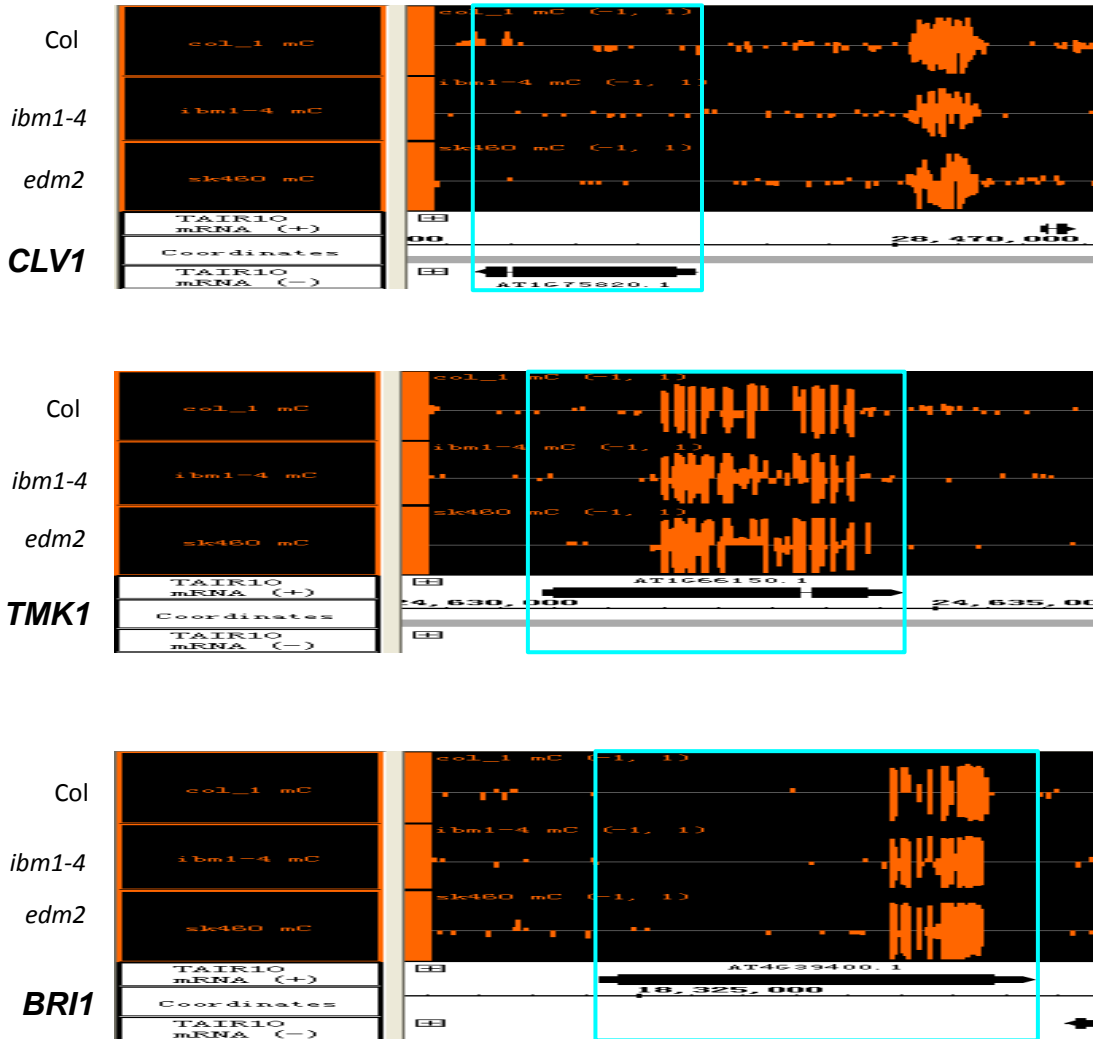 Col
col_1 mC
col_1 mC (-1, 1)
ibm1-4
ibm1-4 mC
ibm1-4 mC (-1, 1)
edm2
sk460 mC
sk460 mC (-1, 1)
CLV1
TAIR10
mRNA (+)
Coordinates
00
28,470,000
TAIR10
mRNA (-)
AT1G75820.1
Col
col_1 mC
col_1 mC (-1, 1)
ibm1-4
ibm1-4 mC
ibm1-4 mC (-1, 1)
edm2
sk460 mC
sk460 mC (-1, 1)
TMK1
TAIR10
mRNA (+)
AT1G66150.1
Coordinates
24,630,000
24,635,00
TAIR10
mRNA (-)
Col
col_1 mC
col_1 mC (-1, 1)
ibm1-4
ibm1-4 mC
ibm1-4 mC (-1, 1)
edm2
sk460 mC
sk460 mC (-1, 1)
BRI1
TAIR10
mRNA (+)
AT4G39400.1
Coordinates
18,325,000
TAIR10
mRNA (-)